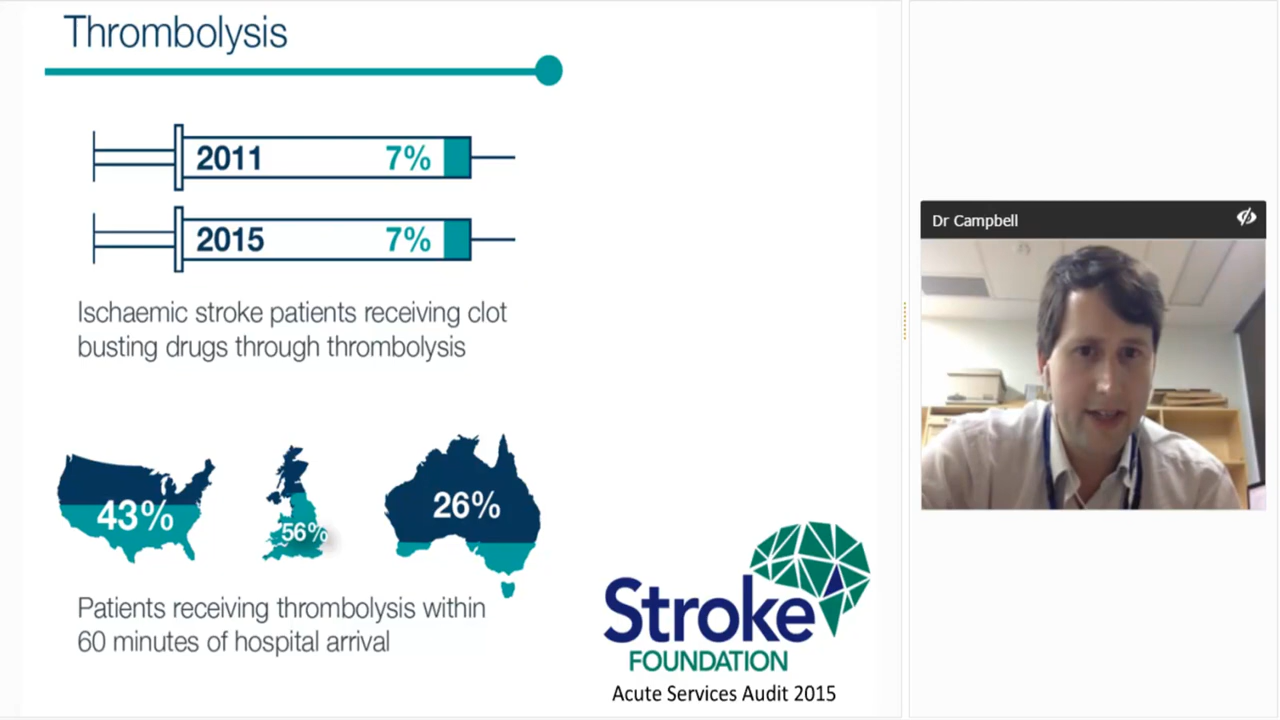 Thrombolysis
2011 7%
2015 7%
Ischaemic stroke patients receiving clot
busting drugs through thrombolysis
43%
56%
26%
Patients receiving thrombolysis within
60 minutes of hospital arrival
Stroke
FOUNDATION
Acute Services Audit 2015
Dr Campbell